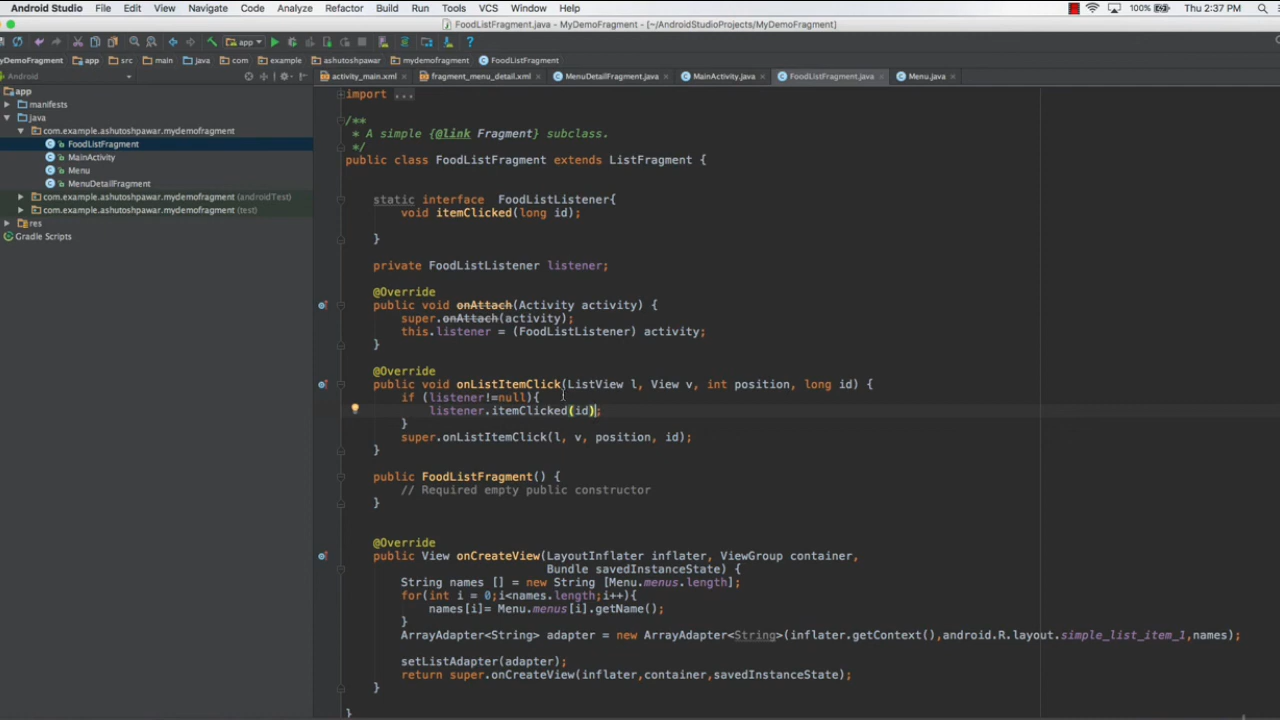 Android Studio File Edit View Navigate Code Analyze Refactor Build Run Tools VCS Window Help 100% Thu 2:37 PM
FoodListFragment.java - MyDemoFragment - [~/AndroidStudioProjects/MyDemoFragment]
app
yDemoFragment app src main java com example ashutoshpawar mydemofragment FoodListFragment
Android
activity_main.xml fragment_menu_detail.xml MenuDetailFragment.java MainActivity.java FoodListFragment.java Menu.java
app
manifests
java
com.example.ashutoshpawar.mydemofragment
FoodListFragment
MainActivity
Menu
MenuDetailFragment
com.example.ashutoshpawar.mydemofragment (androidTest)
com.example.ashutoshpawar.mydemofragment (test)
res
Gradle Scripts
import ...
/**
* A simple {@link Fragment} subclass.
*/
public class FoodListFragment extends ListFragment {
static interface FoodListListener{
void itemClicked(long id);
}
private FoodListListener listener;
@Override
public void onAttach(Activity activity) {
super.onAttach(activity);
this.listener = (FoodListListener) activity;
}
@Override
public void onListItemClick(ListView l, View v, int position, long id) {
if (listener!=null){
listener.itemClicked(id);
}
super.onListItemClick(l, v, position, id);
}
public FoodListFragment() {
// Required empty public constructor
}
@Override
public View onCreateView(LayoutInflater inflater, ViewGroup container,
Bundle savedInstanceState) {
String names [] = new String [Menu.menus.length];
for(int i = 0;i<names.length;i++){
names[i]= Menu.menus[i].getName();
}
ArrayAdapter<String> adapter = new ArrayAdapter<String>(inflater.getContext(),android.R.layout.simple_list_item_1,names);
setListAdapter(adapter);
return super.onCreateView(inflater,container,savedInstanceState);
}
}